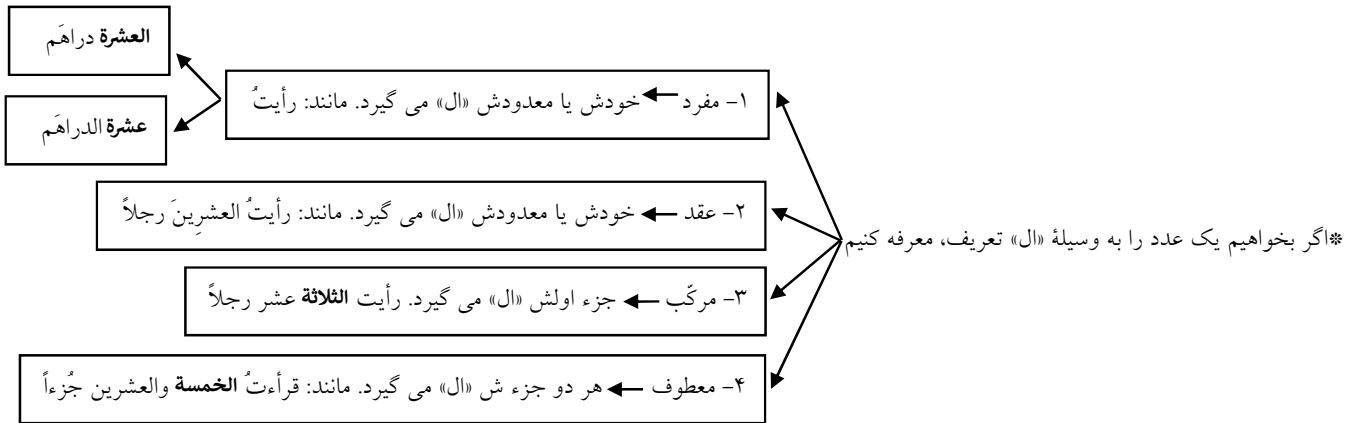 *اگر بخواهیم یک عدد را به وسیلهٔ «ال» تعریف، معرفه کنیم
۱- مفرد خودش یا معدودش «ال» می گیرد. مانند: رأیتُ
العشرة دراهَم
عشرة الدراهَم
۲- عقد خودش یا معدودش «ال» می گیرد. مانند: رأیتُ العشرِینَ رجلاً
۳- مرکّب جزء اولش «ال» می گیرد. رأیت الثلاثة عشر رجلاً
۴- معطوف هر دو جزء ش «ال» می گیرد. مانند: قرأءتُ الخمسة والعشرین جُزءاً